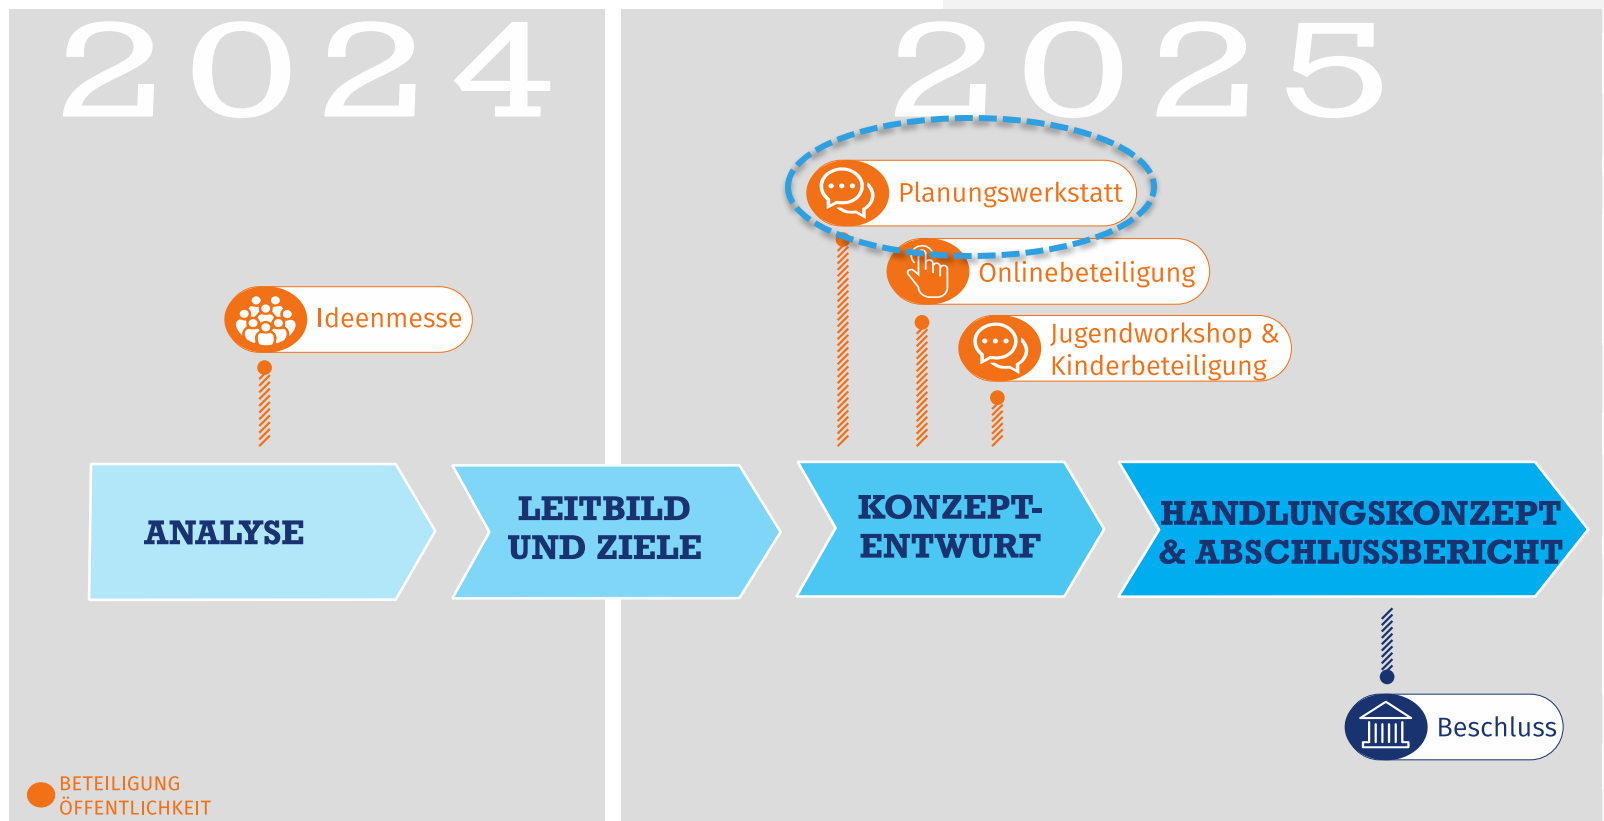 2024
2025
Planungswerkstatt
Onlinebeteiligung
Ideenmesse
Jugendworkshop &
Kinderbeteiligung
ANALYSE
LEITBILD
UND ZIELE
KONZEPT-
ENTWURF
HANDLUNGSKONZEPT
& ABSCHLUSSBERICHT
Beschluss
BETEILIGUNG
ÖFFENTLICHKEIT